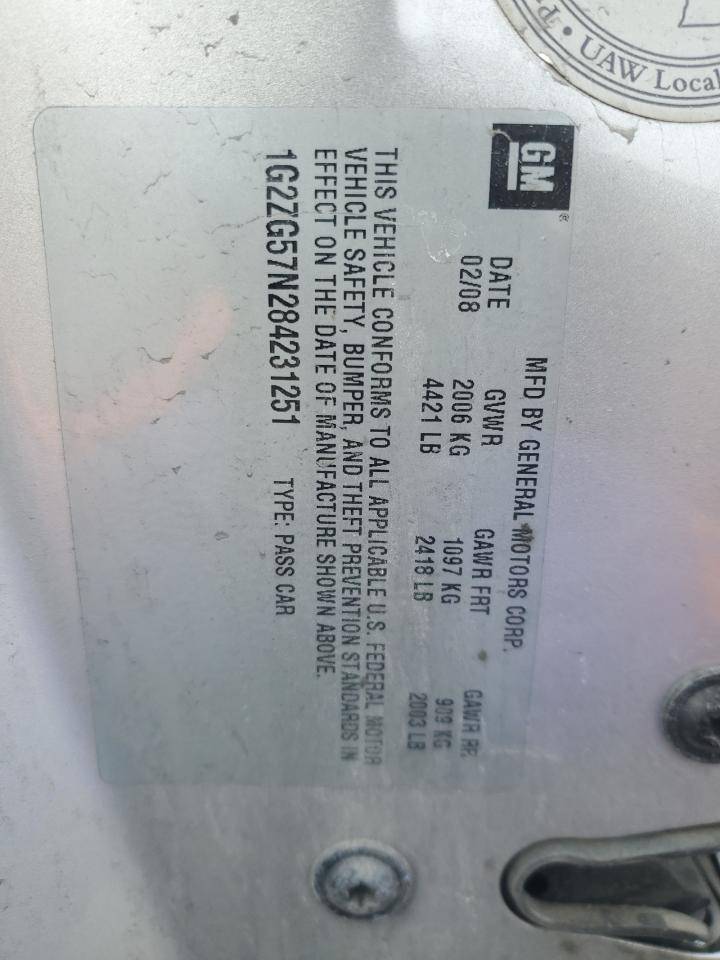 UAW Local
GM
MFD BY GENERAL MOTORS CORP.
DATE GVWR GAWR FRT GAWR RR.
02/08 2006 KG 1097 KG 909 KG
4421 LB 2418 LB 2003 LB
THIS VEHICLE CONFORMS TO ALL APPLICABLE U.S. FEDERAL MOTOR
VEHICLE SAFETY, BUMPER, AND THEFT PREVENTION STANDARDS IN
EFFECT ON THE DATE OF MANUFACTURE SHOWN ABOVE.
1G2ZG57N284231251 TYPE: PASS CAR